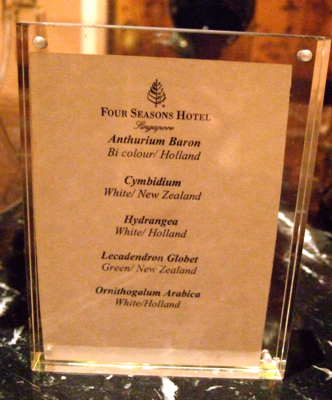 FOUR SEASONS HOTEL
Singapore
Anthurium Baron
Bi colour/ Holland
Cymbidium
White/ New Zealand
Hydrangea
White/ Holland
Lecadendron Globet
Green/ New Zealand
Ornithogalum Arabica
White/Holland